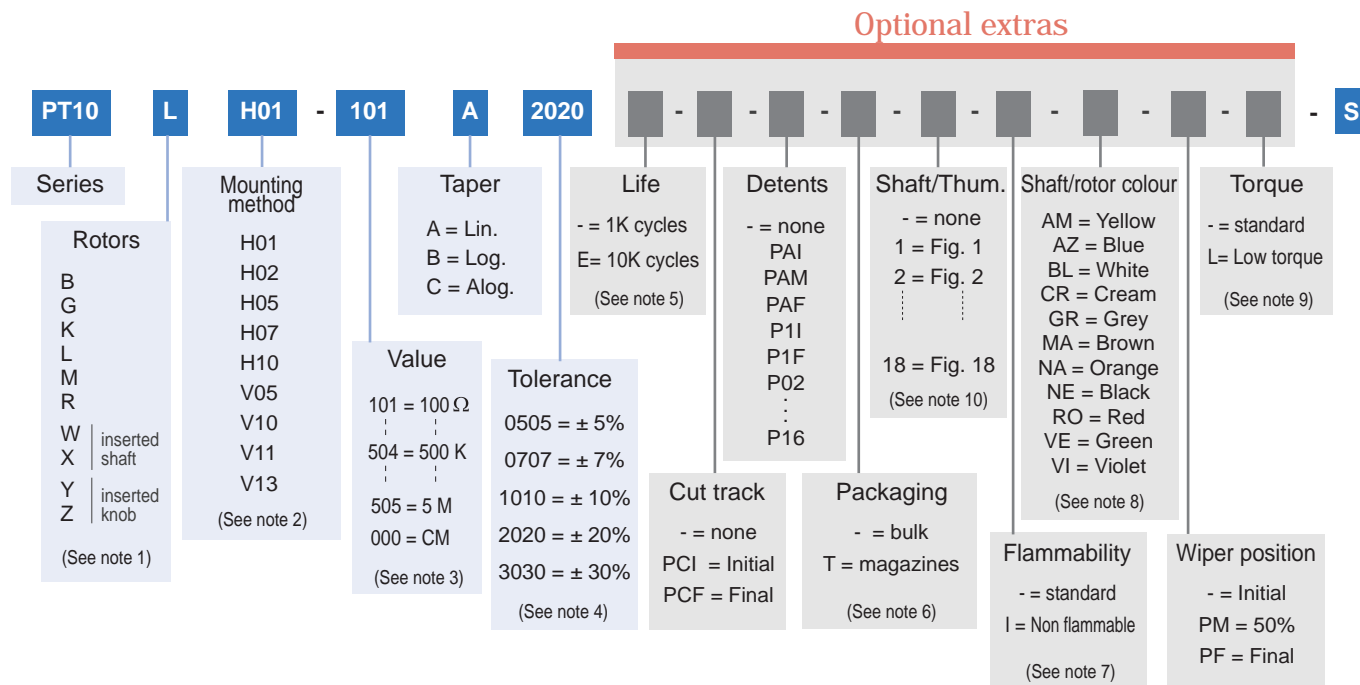 Optional extras
PT10 L H01 - 101 A 2020 - - - - - - - - - S
Series
Rotors
B
G
K
L
M
R
W
X
inserted
shaft
Y
Z
inserted
knob
(See note 1)
Mounting
method
H01
H02
H05
H07
H10
V05
V10
V11
V13
(See note 2)
Value
101 = 100 Ω
504 = 500 K
505 = 5 M
000 = CM
(See note 3)
Taper
A = Lin.
B = Log.
C = Alog.
Tolerance
0505 = ± 5%
0707 = ± 7%
1010 = ± 10%
2020 = ± 20%
3030 = ± 30%
(See note 4)
Life
- = 1K cycles
E= 10K cycles
(See note 5)
Cut track
- = none
PCI = Initial
PCF = Final
Detents
- = none
PAI
PAM
PAF
P1I
P1F
P02
:
P16
Packaging
- = bulk
T = magazines
(See note 6)
Shaft/Thum.
- = none
1 = Fig. 1
2 = Fig. 2
18 = Fig. 18
(See note 10)
Flammability
- = standard
I = Non flammable
(See note 7)
Shaft/rotor colour
AM = Yellow
AZ = Blue
BL = White
CR = Cream
GR = Grey
MA = Brown
NA = Orange
NE = Black
RO = Red
VE = Green
VI = Violet
(See note 8)
Wiper position
- = Initial
PM = 50%
PF = Final
Torque
- = standard
L= Low torque
(See note 9)